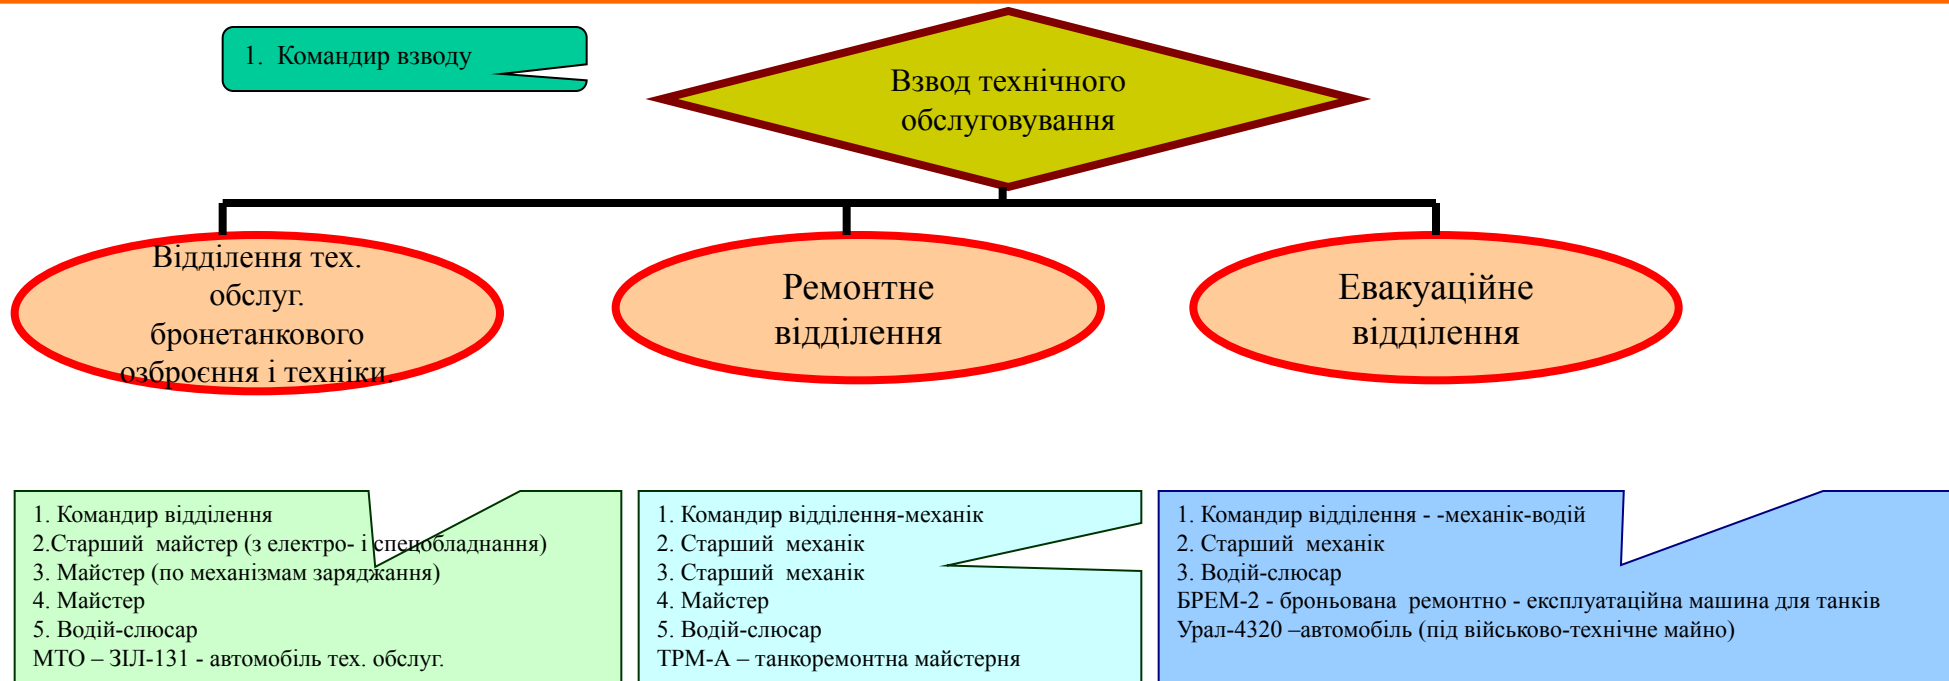 1. Командир взводу
Взвод технічного
обслуговування
Відділення тех.
обслуг.
бронетанкового
озброєння і техніки.
Ремонтне
відділення
Евакуаційне
відділення
1. Командир відділення
2.Старший майстер (з електро- і спецобладнання)
3. Майстер (по механізмам заряджання)
4. Майстер
5. Водій-слюсар
МТО – ЗІЛ-131 - автомобіль тех. обслуг.
1. Командир відділення-механік
2. Старший механік
3. Старший механік
4. Майстер
5. Водій-слюсар
ТРМ-А – танкоремонтна майстерня
1. Командир відділення - -механік-водій
2. Старший механік
3. Водій-слюсар
БРЕМ-2 - броньована ремонтно - експлуатаційна машина для танків
Урал-4320 –автомобіль (під військово-технічне майно)